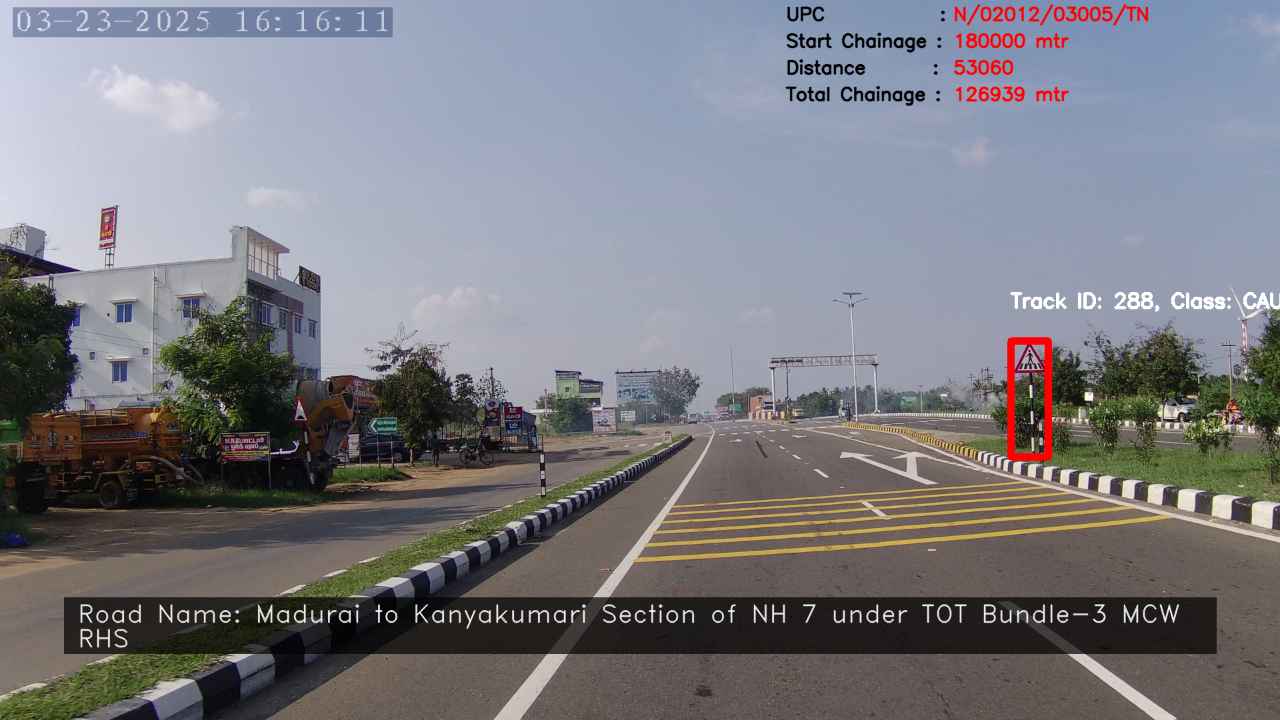 03-23-2025 16:16:11
UPC : N/02012/03005/TN
Start Chainage : 180000 mtr
Distance : 53060
Total Chainage : 126939 mtr
Track ID: 288, Class: CAU
Road Name: Madurai to Kanyakumari Section of NH 7 under TOT Bundle-3 MCW
RHS